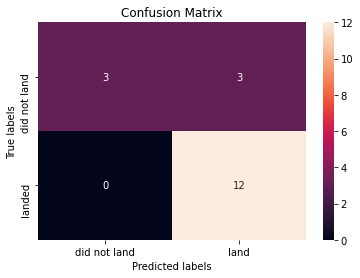 Confusion Matrix
True labels
did not land
landed
3
3
0
12
did not land
land
Predicted labels
12
10
8
6
4
2
0